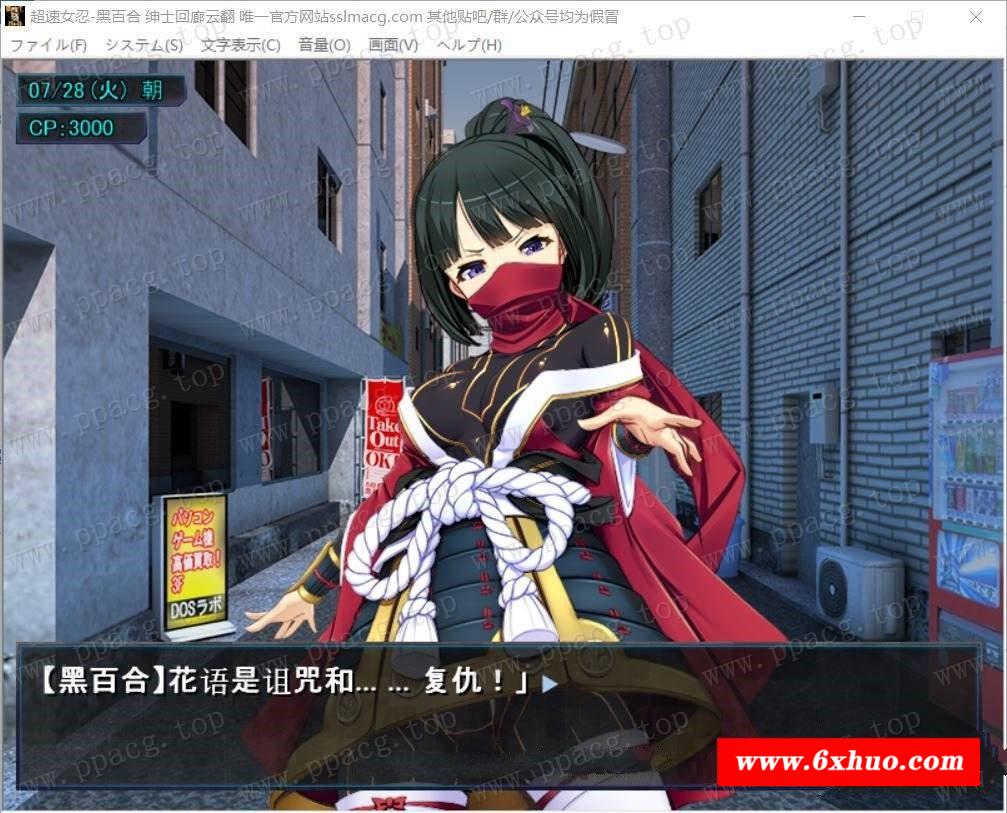 超速女忍-黑百合 绅士回廊云翻 唯一官方网站sslmacg.com 其他贴吧/群/公众号均为假冒
ファイル(F) システム(S) 文字表示(C) 音量(O) 画面(V) ヘルプ(H)
07/28(火) 朝
CP:3000
Take
Out
OK
パソコン
ゲーム機
高価買取!
3F
DOSラボ
【黑百合】花语是诅咒和... ... 复仇！」
www.6xhuo.com
www.ppacg.top